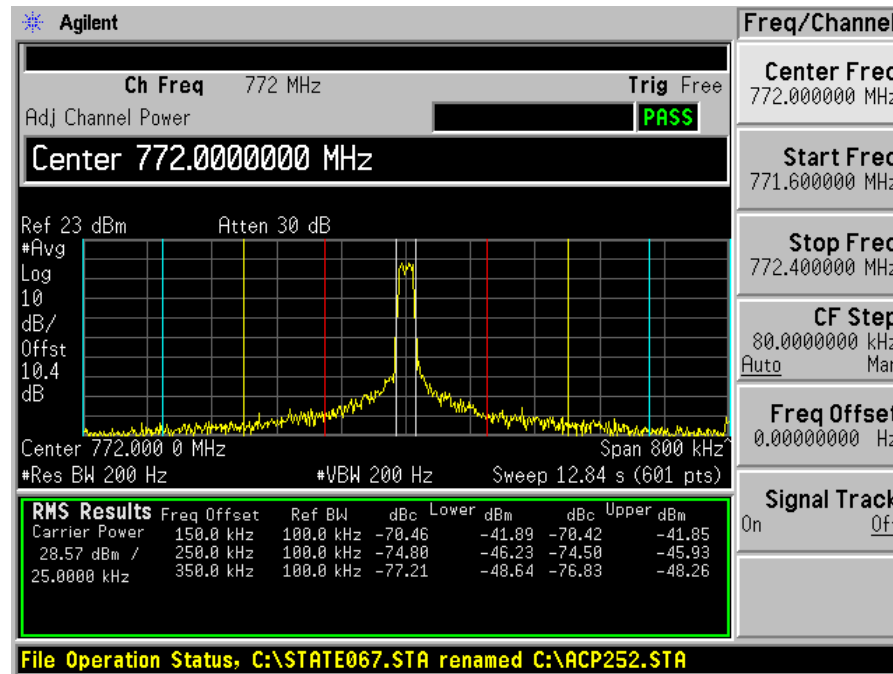 Agilent
Freq/Channel
Ch Freq 772 MHz Trig Free
Adj Channel Power PASS
Center 772.0000000 MHz
Ref 23 dBm Atten 30 dB
#Avg
Log
10
dB/
Offst
10.4
dB
Center 772.000 0 MHz Span 800 kHz^
#Res BW 200 Hz #VBW 200 Hz Sweep 12.84 s (601 pts)
RMS Results Freq Offset Ref BW dBc Lower dBm dBc Upper dBm
Carrier Power 150.0 kHz 100.0 kHz -70.46 -41.89 -70.42 -41.85
28.57 dBm / 250.0 kHz 100.0 kHz -74.80 -46.23 -74.50 -45.93
25.0000 kHz 350.0 kHz 100.0 kHz -77.21 -48.64 -76.83 -48.26
Center Freq
772.000000 MHz
Start Freq
771.600000 MHz
Stop Freq
772.400000 MHz
CF Step
80.0000000 kHz
Auto Man
Freq Offset
0.00000000 Hz
Signal Track
On Of
File Operation Status, C:\STATE067.STA renamed C:\ACP252.STA